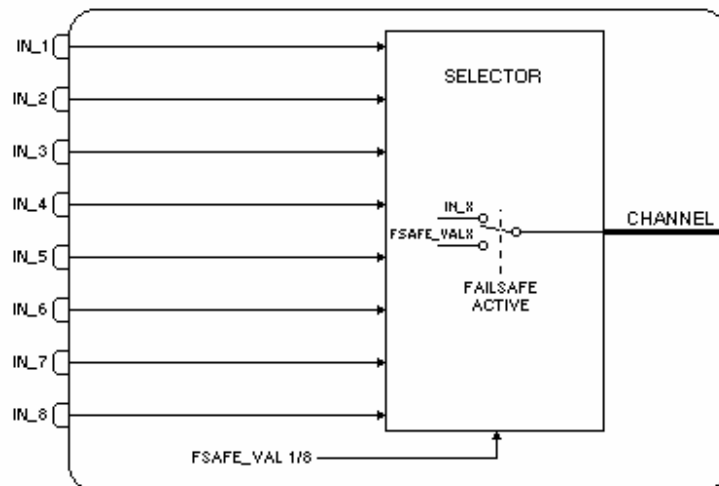 IN_1
IN_2
IN_3
IN_4
IN_5
IN_6
IN_7
IN_8
SELECTOR
IN_X
FSAFE_VALX
FAILSAFE
ACTIVE
CHANNEL
FSAFE_VAL 1/8